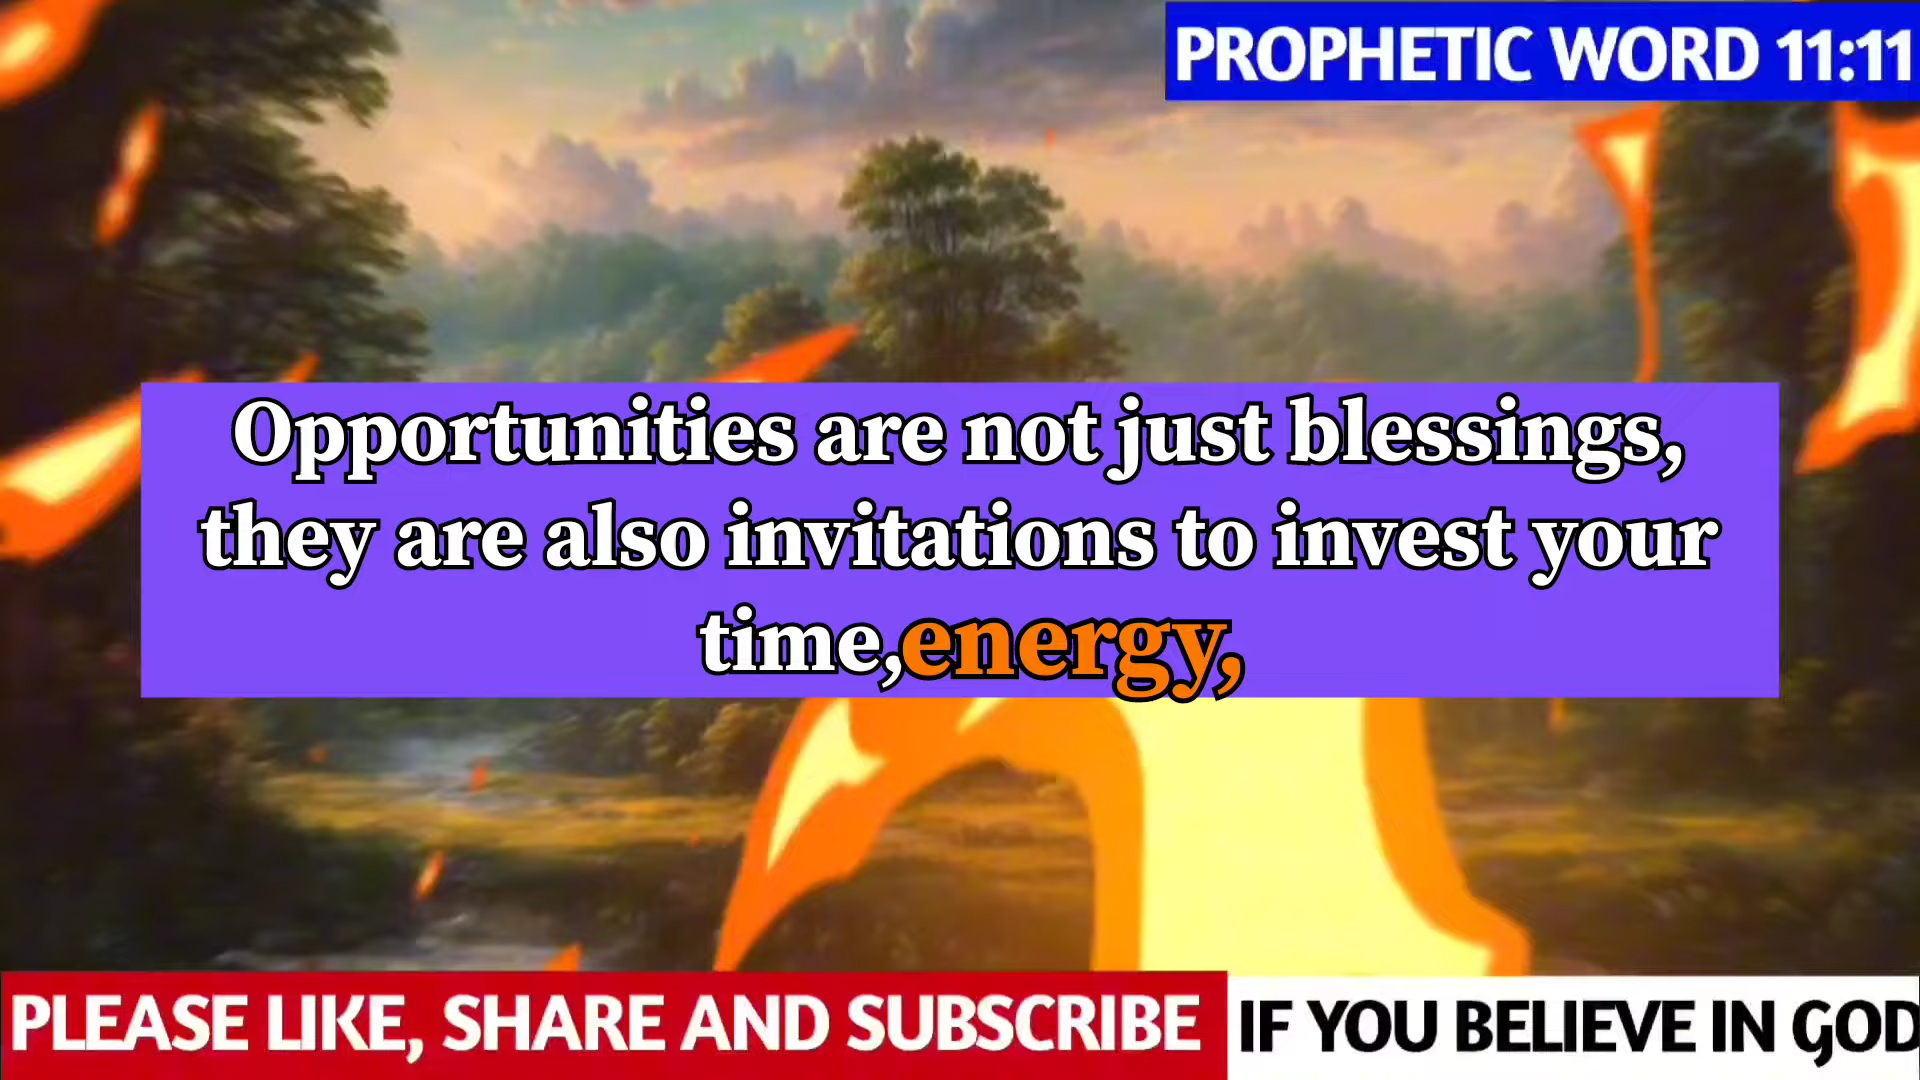 PROPHETIC WORD 11:11
Opportunities are not just blessings,
they are also invitations to invest your
time, energy,
PLEASE LIKE, SHARE AND SUBSCRIBE
IF YOU BELIEVE IN GOD